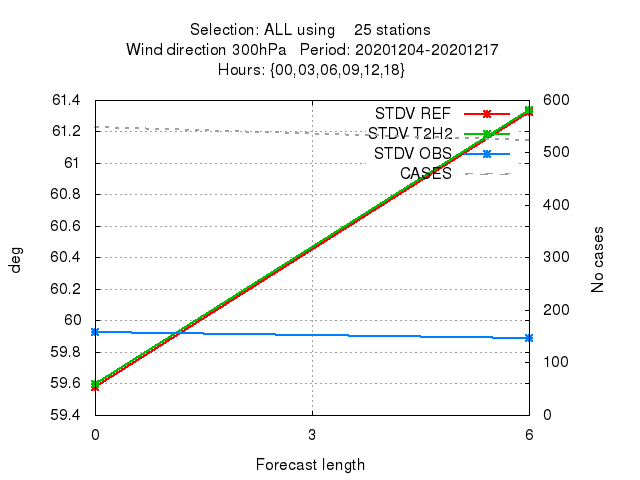 Selection: ALL using 25 stations
Wind direction 300hPa Period: 20201204-20201217
Hours: {00,03,06,09,12,18}
STDV REF
STDV T2H2
STDV OBS
CASES
61.4
61.2
61
60.8
60.6
60.4
60.2
60
59.8
59.6
59.4
600
500
400
300
200
100
0
deg
No cases
0 3 6
Forecast length